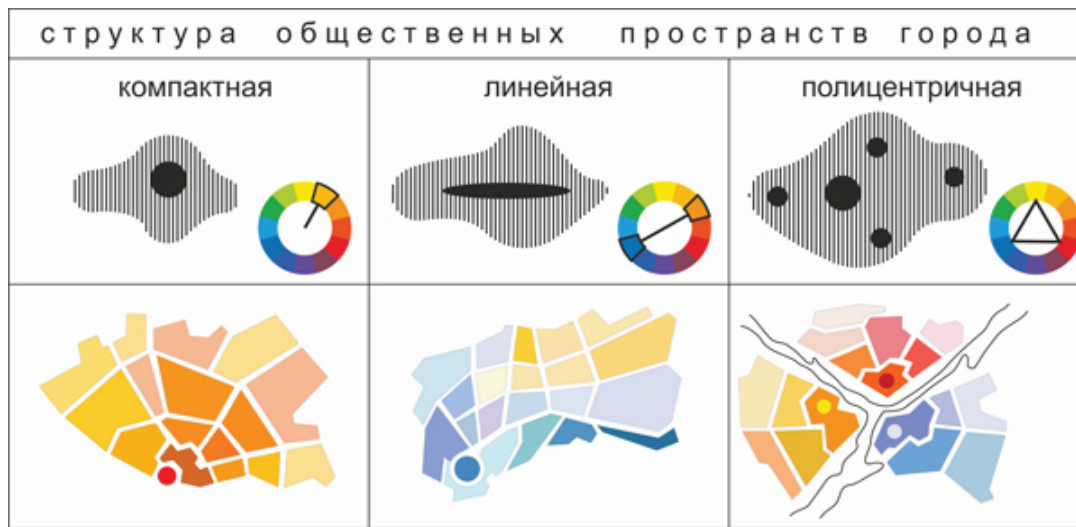 структура общественных пространств города
компактная
линейная
полицентричная